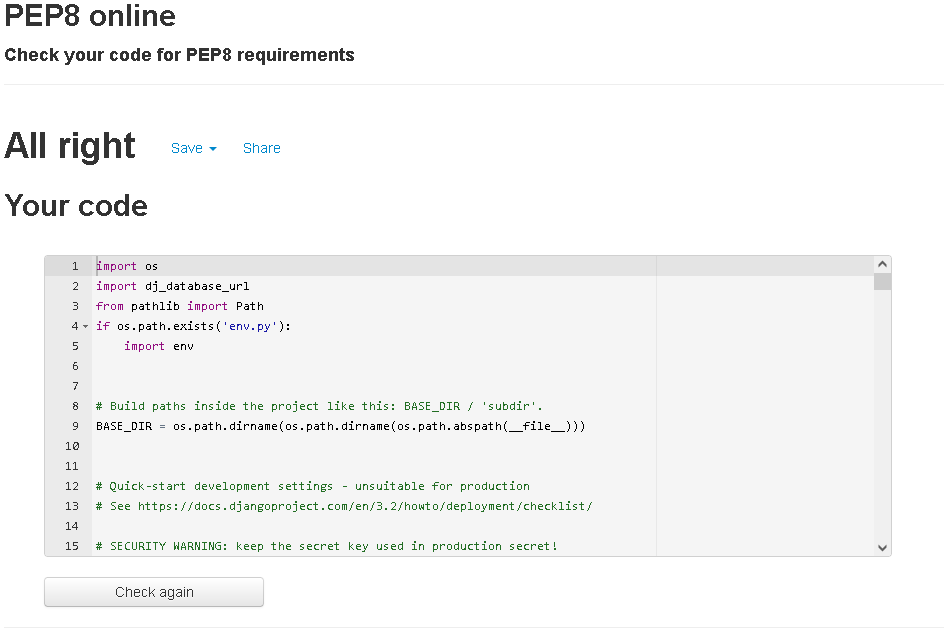 PEP8 online
Check your code for PEP8 requirements
All right Save Share
Your code
1 import os
2 import dj_database_url
3 from pathlib import Path
4 if os.path.exists('env.py'):
5     import env
6
7
8 # Build paths inside the project like this: BASE_DIR / 'subdir'.
9 BASE_DIR = os.path.dirname(os.path.dirname(os.path.abspath(__file__)))
10
11
12 # Quick-start development settings - unsuitable for production
13 # See https://docs.djangoproject.com/en/3.2/howto/deployment/checklist/
14
15 # SECURITY WARNING: keep the secret key used in production secret!
Check again